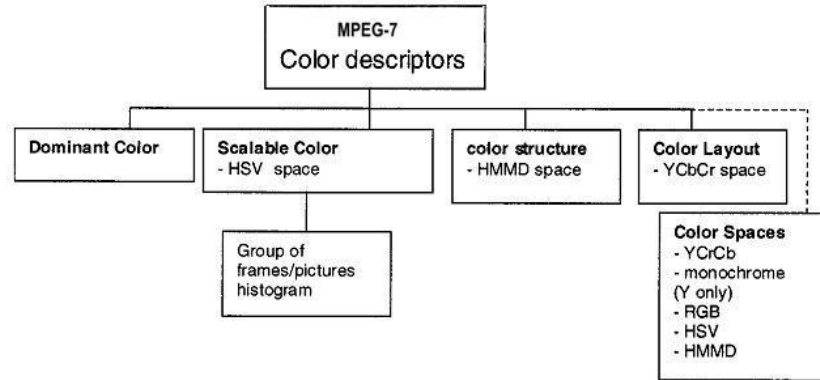 MPEG-7
Color descriptors
Dominant Color
Scalable Color
- HSV space
color structure
- HMMD space
Color Layout
- YCbCr space
Group of
frames/pictures
histogram
Color Spaces
- YCrCb
- monochrome
(Y only)
- RGB
- HSV
- HMMD